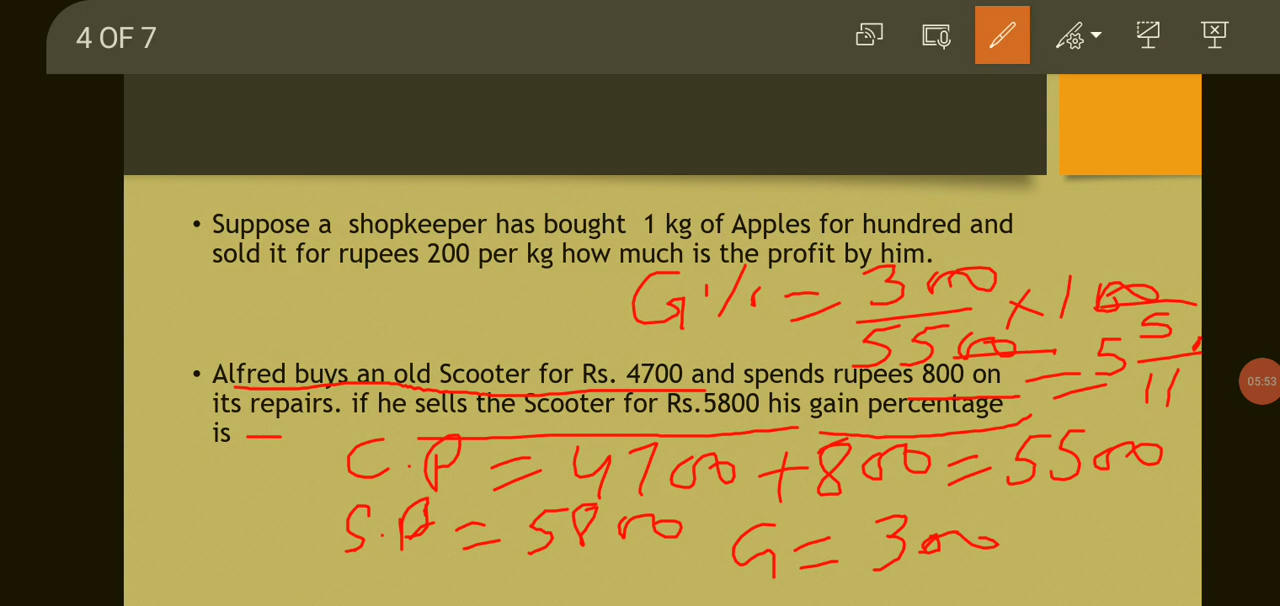 4 OF 7
• Suppose a shopkeeper has bought 1 kg of Apples for hundred and
sold it for rupees 200 per kg how much is the profit by him.
G% = 300/5500 × 100 = 5 5/11 %
• Alfred buys an old Scooter for Rs. 4700 and spends rupees 800 on
its repairs. if he sells the Scooter for Rs.5800 his gain percentage
is
C.P = 4700 + 800 = 5500
S.P = 5800 G = 300
05:53